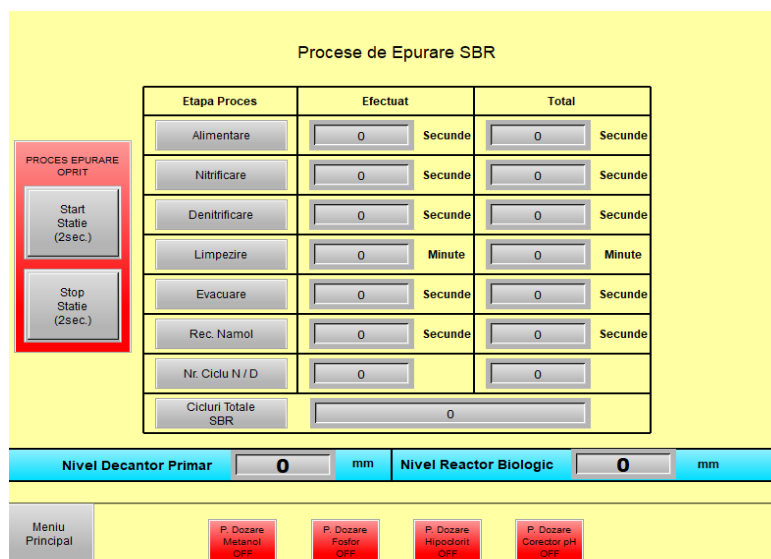 Procese de Epurare SBR
Etapa Proces Efectuat Total
Alimentare 0 Secunde 0 Secunde
Nitrificare 0 Secunde 0 Secunde
Denitrificare 0 Secunde 0 Secunde
Limpezire 0 Minute 0 Minute
Evacuare 0 Secunde 0 Secunde
Rec. Namol 0 Secunde 0 Secunde
Nr. Ciclu N / D 0 0
Cicluri Totale
SBR
0
PROCES EPURARE
OPRIT
Start
Statie
(2sec.)
Stop
Statie
(2sec.)
Nivel Decantor Primar 0 mm Nivel Reactor Biologic 0 mm
Meniu
Principal
P. Dozare
Metanol
OFF
P. Dozare
Fosfor
OFF
P. Dozare
Hipoclorit
OFF
P. Dozare
Corector pH
OFF